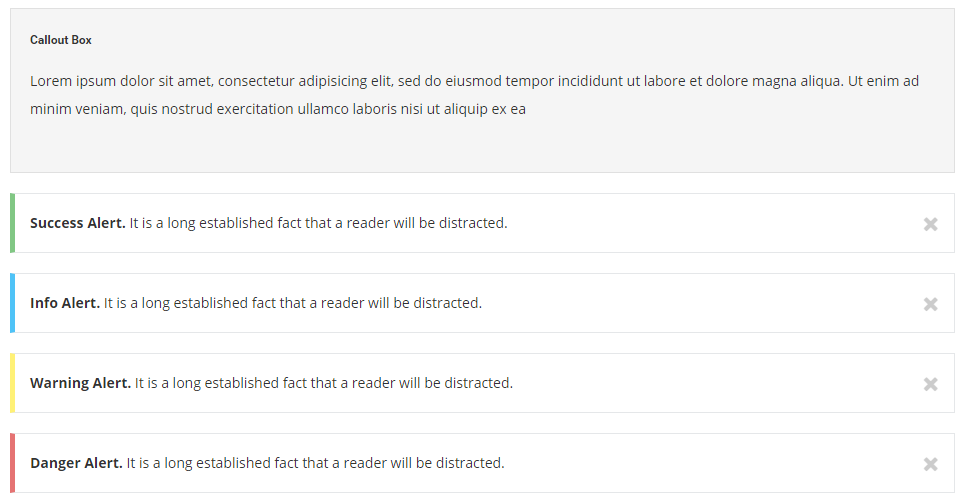 Callout Box
Lorem ipsum dolor sit amet, consectetur adipisicing elit, sed do eiusmod tempor incididunt ut labore et dolore magna aliqua. Ut enim ad
minim veniam, quis nostrud exercitation ullamco laboris nisi ut aliquip ex ea
Success Alert. It is a long established fact that a reader will be distracted.
Info Alert. It is a long established fact that a reader will be distracted.
Warning Alert. It is a long established fact that a reader will be distracted.
Danger Alert. It is a long established fact that a reader will be distracted.